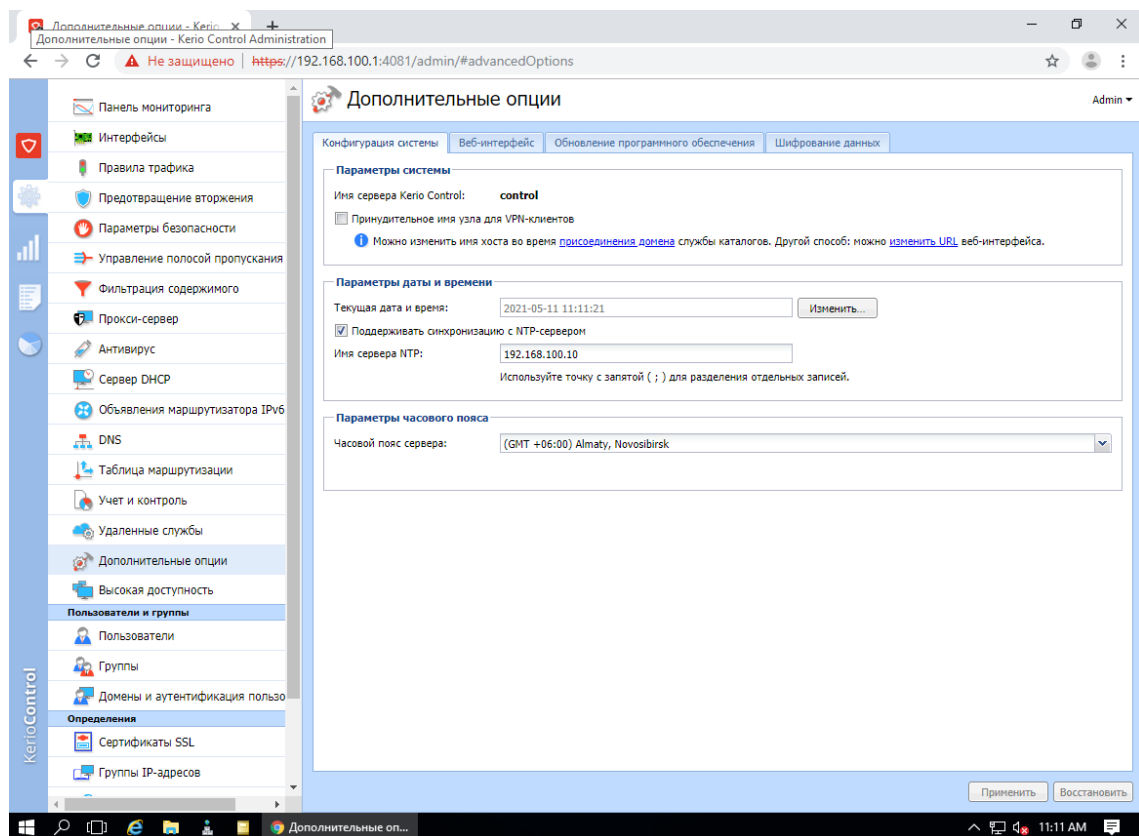 Дополнительные опции - Kerio
Дополнительные опции - Kerio Control Administration
Не защищено
https://192.168.100.1:4081/admin/#advancedOptions
Панель мониторинга
Интерфейсы
Правила трафика
Предотвращение вторжения
Параметры безопасности
Управление полосой пропускания
Фильтрация содержимого
Прокси-сервер
Антивирус
Сервер DHCP
Объявления маршрутизатора IPv6
DNS
Таблица маршрутизации
Учет и контроль
Удаленные службы
Дополнительные опции
Высокая доступность
Пользователи и группы
Пользователи
Группы
Домены и аутентификация пользо
Определения
Сертификаты SSL
Группы IP-адресов
KerioControl
Дополнительные опции
Admin
Конфигурация системы
Веб-интерфейс
Обновление программного обеспечения
Шифрование данных
Параметры системы
Имя сервера Kerio Control: control
Принудительное имя узла для VPN-клиентов
Можно изменить имя хоста во время присоединения домена службы каталогов. Другой способ: можно изменить URL веб-интерфейса.
Параметры даты и времени
Текущая дата и время: 2021-05-11 11:11:21 Изменить...
Поддерживать синхронизацию с NTP-сервером
Имя сервера NTP: 192.168.100.10
Используйте точку с запятой ( ; ) для разделения отдельных записей.
Параметры часового пояса
Часовой пояс сервера: (GMT +06:00) Almaty, Novosibirsk
Применить
Восстановить
Дополнительные оп...
11:11 AM